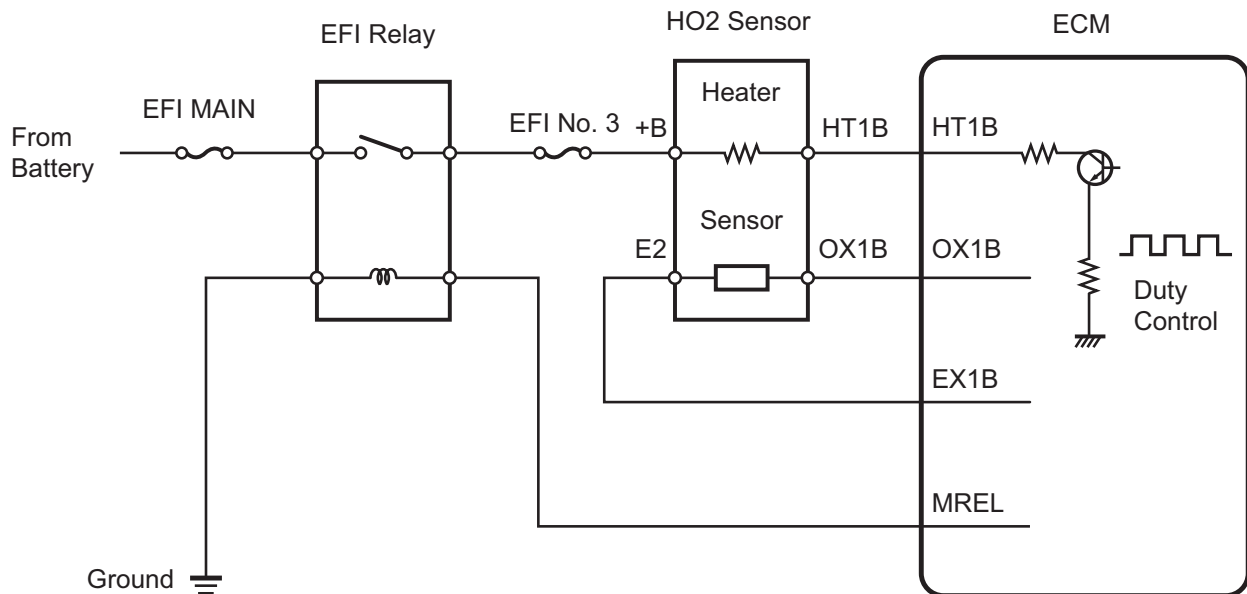 HO2 Sensor
ECM
EFI Relay
Heater
EFI MAIN
EFI No. 3
+B
HT1B
HT1B
From
Battery
Sensor
E2
OX1B
OX1B
Duty
Control
EX1B
MREL
Ground